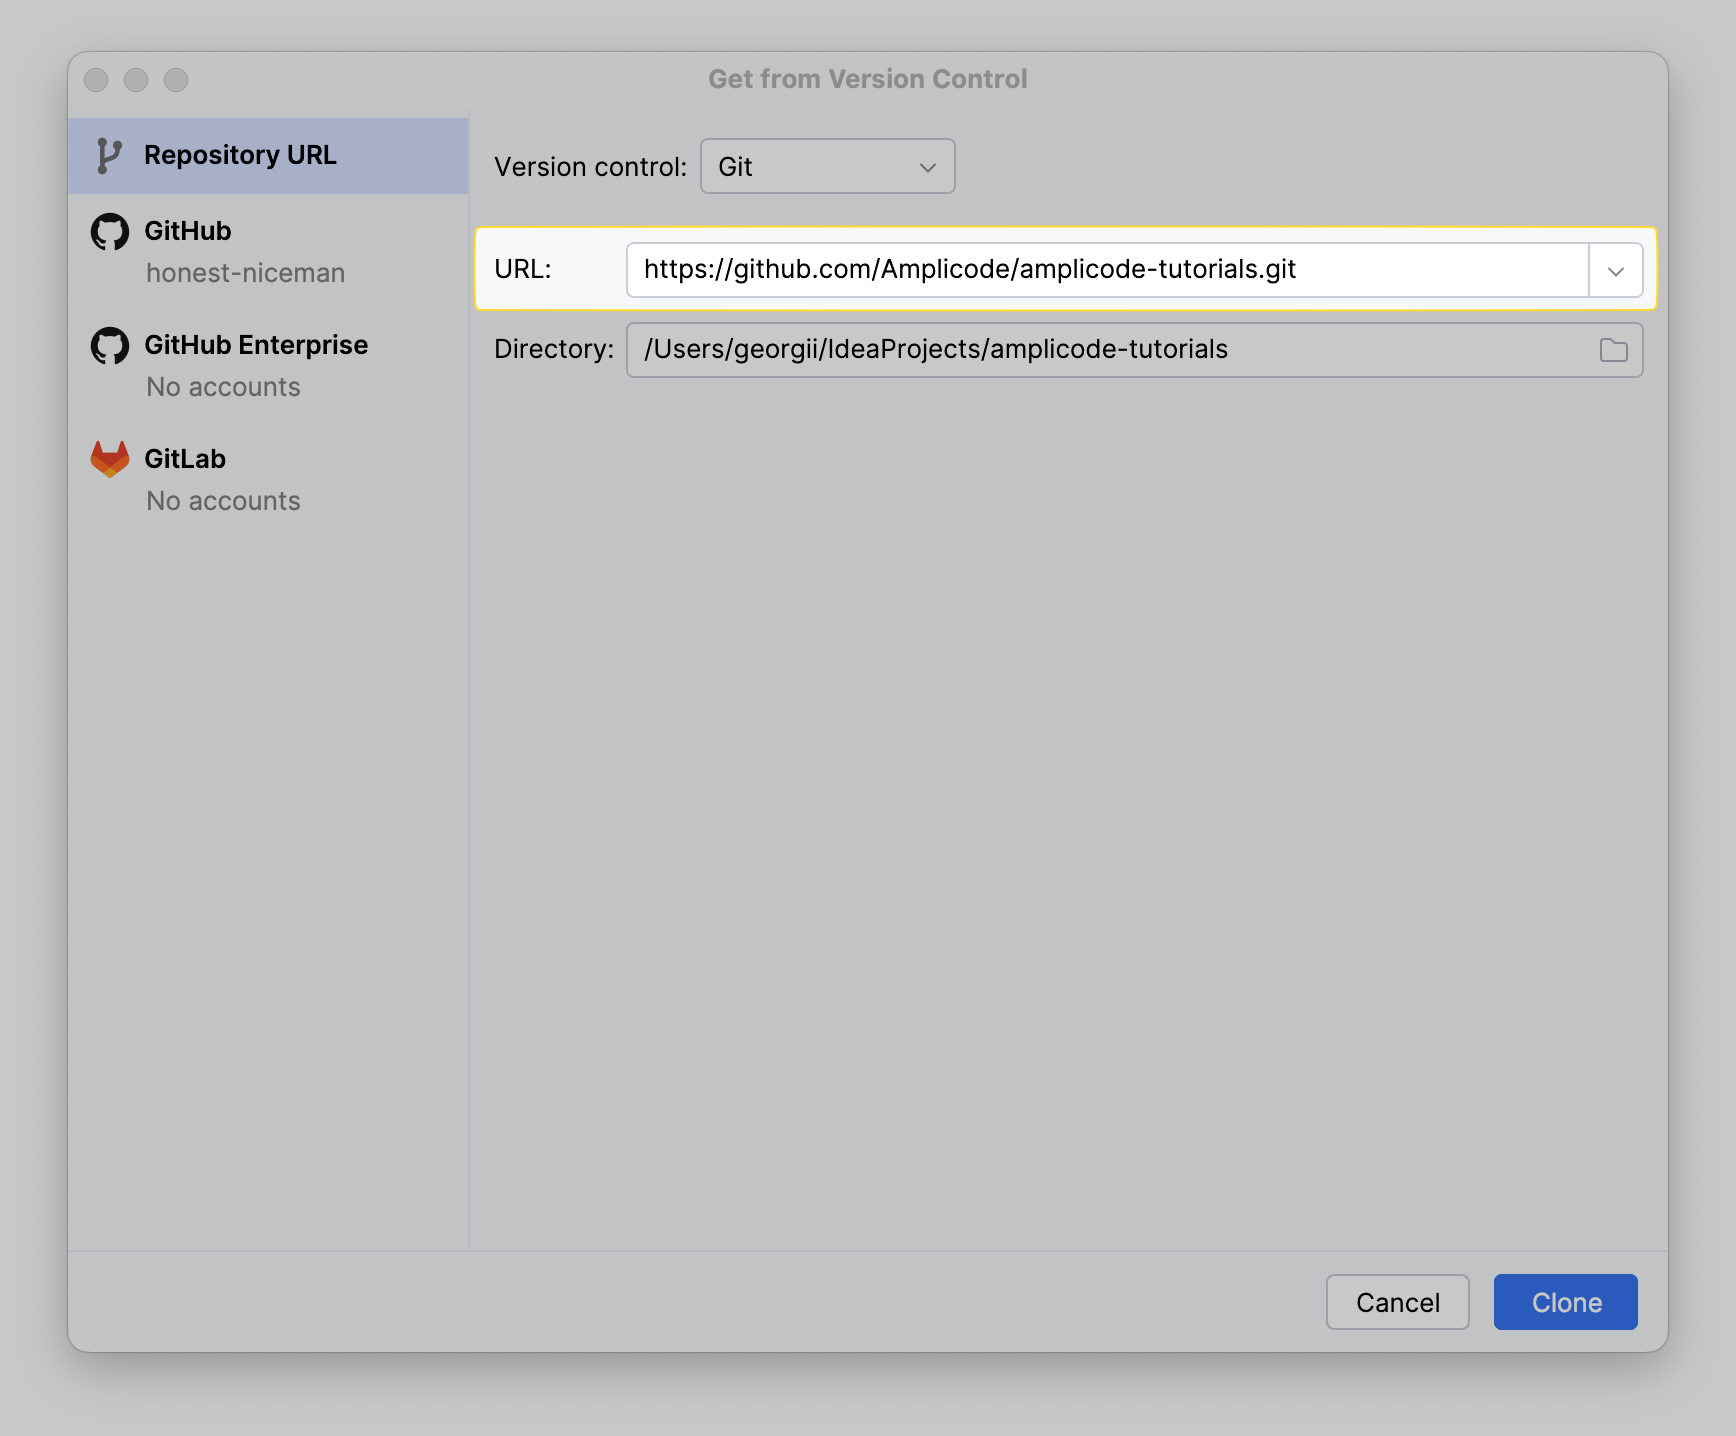 Get from Version Control
Repository URL
GitHub
honest-niceman
GitHub Enterprise
No accounts
GitLab
No accounts
Version control: Git
URL: https://github.com/Amplicode/amplicode-tutorials.git
Directory: /Users/georgii/IdeaProjects/amplicode-tutorials
Cancel Clone